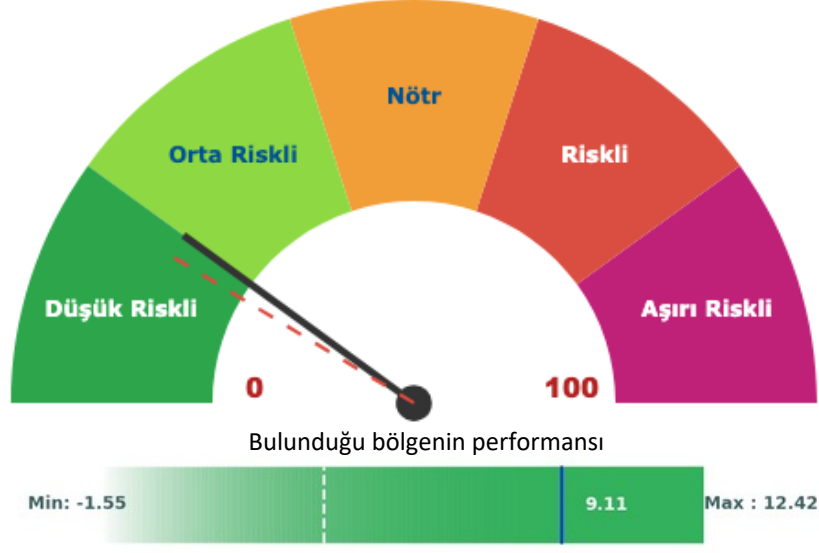 Nötr
Orta Riskli
Riskli
Düşük Riskli
Aşırı Riskli
0
100
Bulunduğu bölgenin performansı
Min: -1.55
9.11
Max : 12.42